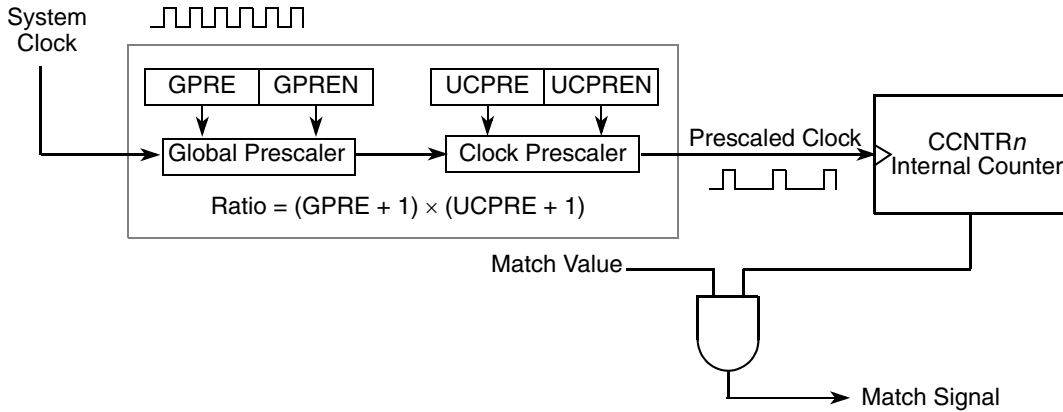 System
Clock
GPRE GPREN
UCPRE UCPREN
Global Prescaler
Clock Prescaler
Prescaled Clock
CCNTRn
Internal Counter
Ratio = (GPRE + 1) × (UCPRE + 1)
Match Value
Match Signal